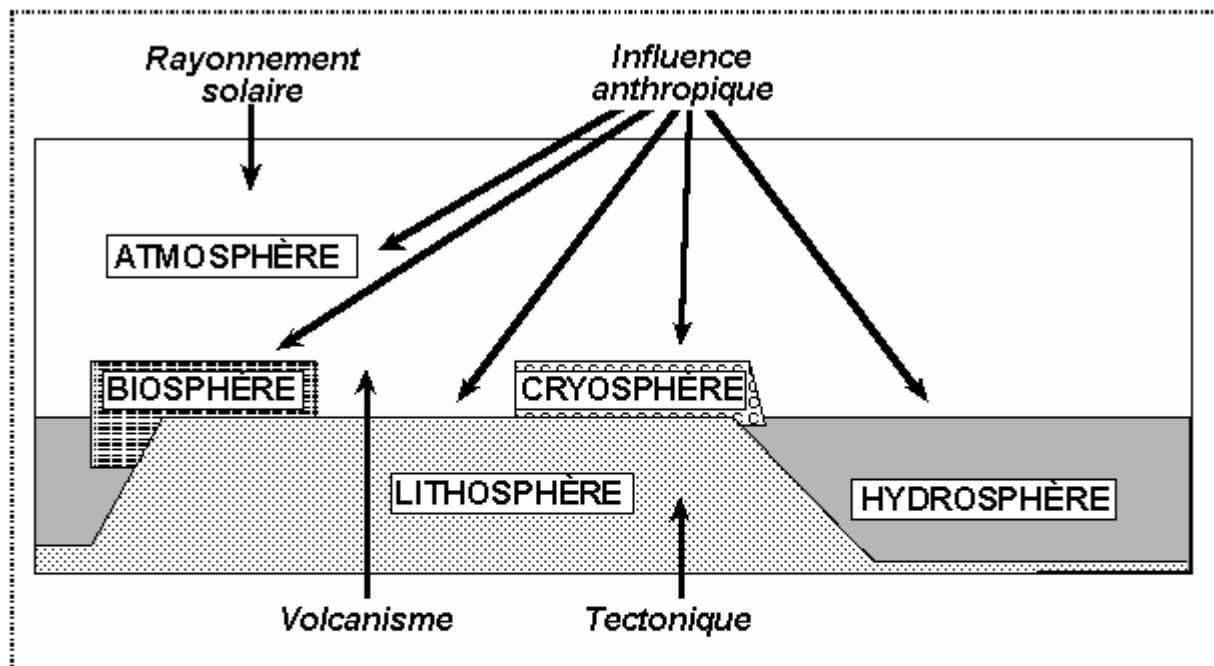 Rayonnement
solaire
Influence
anthropique
ATMOSPHÈRE
BIOSPHÈRE
CRYOSPHÈRE
LITHOSPHÈRE
HYDROSPHÈRE
Volcanisme
Tectonique